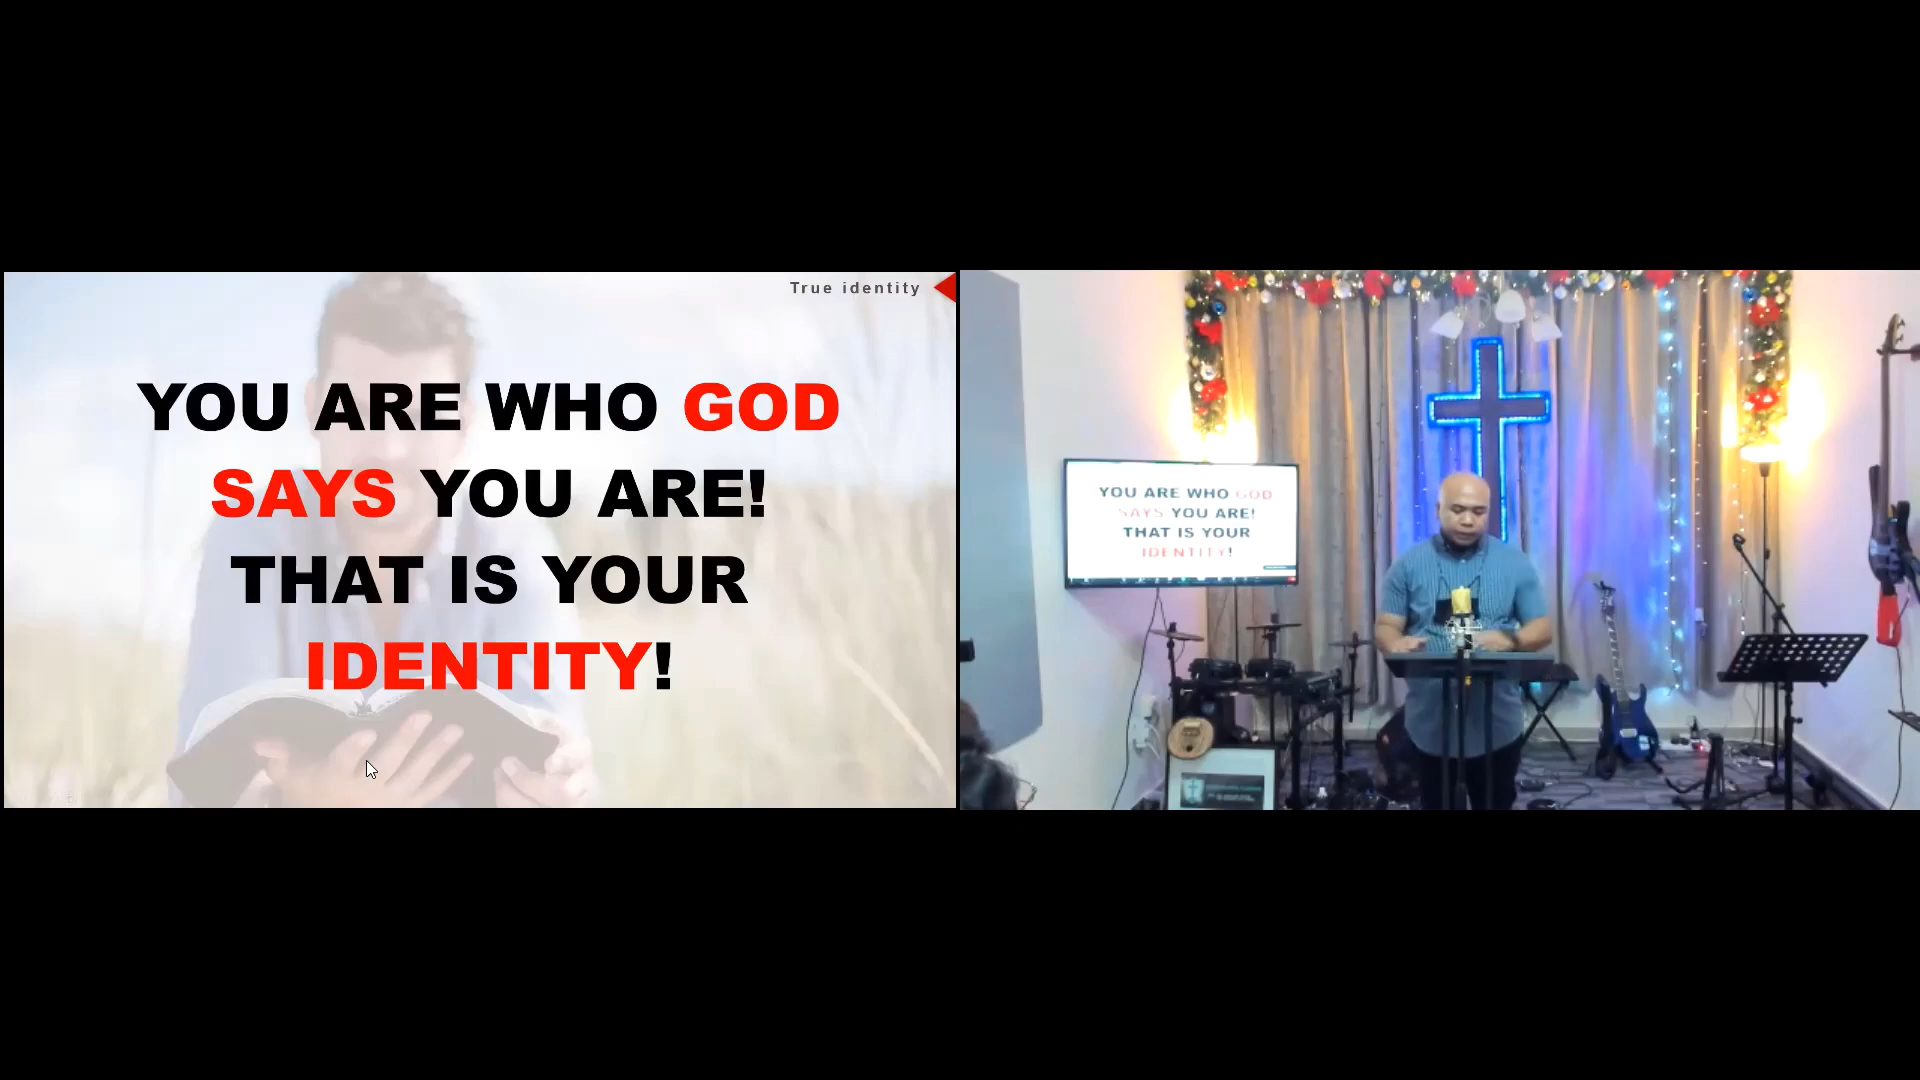 True identity
YOU ARE WHO GOD
SAYS YOU ARE!
THAT IS YOUR
IDENTITY!
YOU ARE WHO GOD
SAYS YOU ARE!
THAT IS YOUR
IDENTITY!